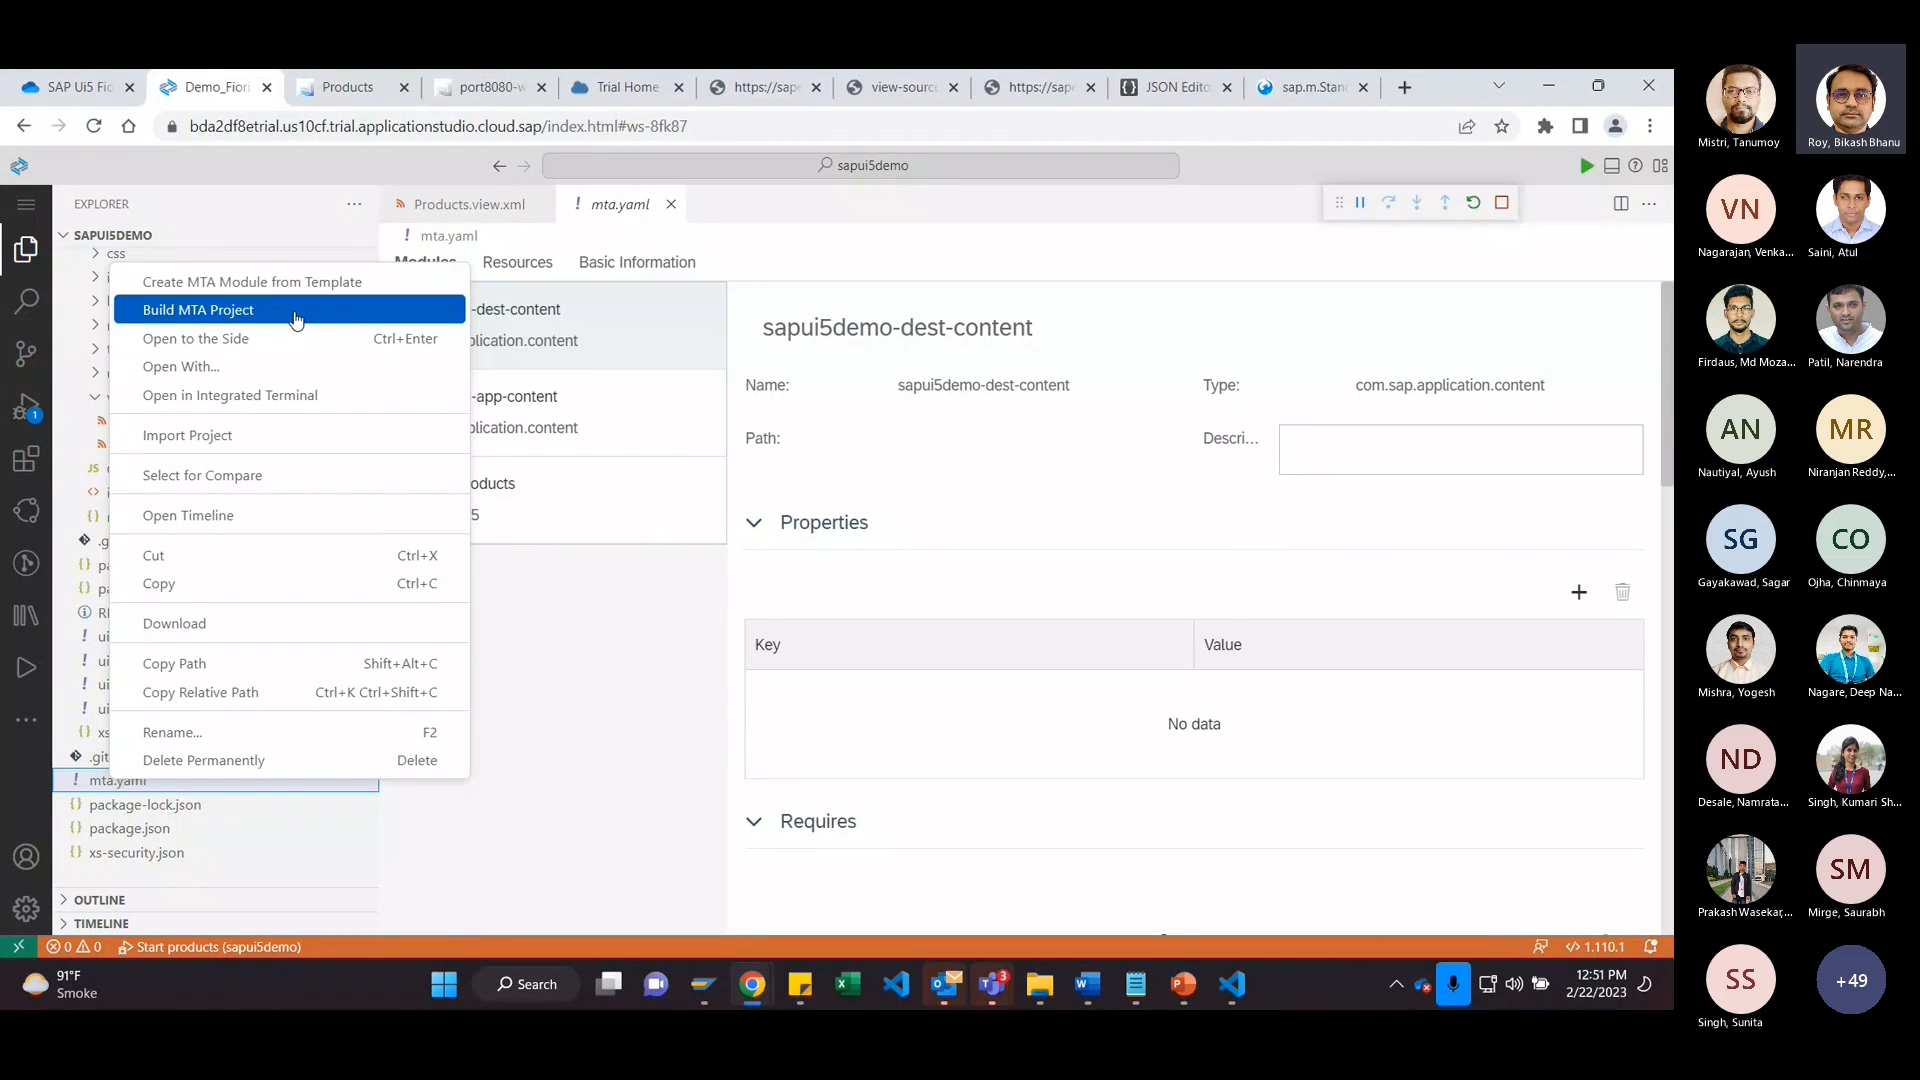 SAP Ui5 Fio
Demo_Fiori
Products
port8080-w
Trial Home
https://sape
view-source
https://sape
JSON Edito
sap.m.Stan
bda2df8etrial.us10cf.trial.applicationstudio.cloud.sap/index.html#ws-8fk87
sapui5demo
EXPLORER
Products.view.xml
! mta.yaml
SAPUI5DEMO
! mta.yaml
css
Modules Resources Basic Information
Create MTA Module from Template
Build MTA Project
Open to the Side Ctrl+Enter
Open With...
Open in Integrated Terminal
Import Project
Select for Compare
Open Timeline
Cut Ctrl+X
Copy Ctrl+C
Download
Copy Path Shift+Alt+C
Copy Relative Path Ctrl+K Ctrl+Shift+C
Rename... F2
Delete Permanently Delete
-dest-content
plication.content
-app-content
plication.content
oducts
5
sapui5demo-dest-content
Name: sapui5demo-dest-content Type: com.sap.application.content
Path: Descri...
Properties
Key Value
No data
Requires
JS
<>
{}
.g
{} pa
{} pa
RE
! ui
! ui
! ui
! ui
{} xs
.git
! mta.yaml
{} package-lock.json
{} package.json
{} xs-security.json
OUTLINE
TIMELINE
1
0 0 Start products (sapui5demo)
1.110.1
91°F
Smoke
Search
3
12:51 PM
2/22/2023
Mistri, Tanumoy
Roy, Bikash Bhanu
VN
Nagarajan, Venka...
Saini, Atul
Firdaus, Md Moza...
Patil, Narendra
AN
Nautiyal, Ayush
MR
Niranjan Reddy,...
SG
Gayakawad, Sagar
CO
Ojha, Chinmaya
Mishra, Yogesh
Nagare, Deep Na...
ND
Desale, Namrata...
Singh, Kumari Sh...
Prakash Wasekar,...
SM
Mirge, Saurabh
SS
Singh, Sunita
+49